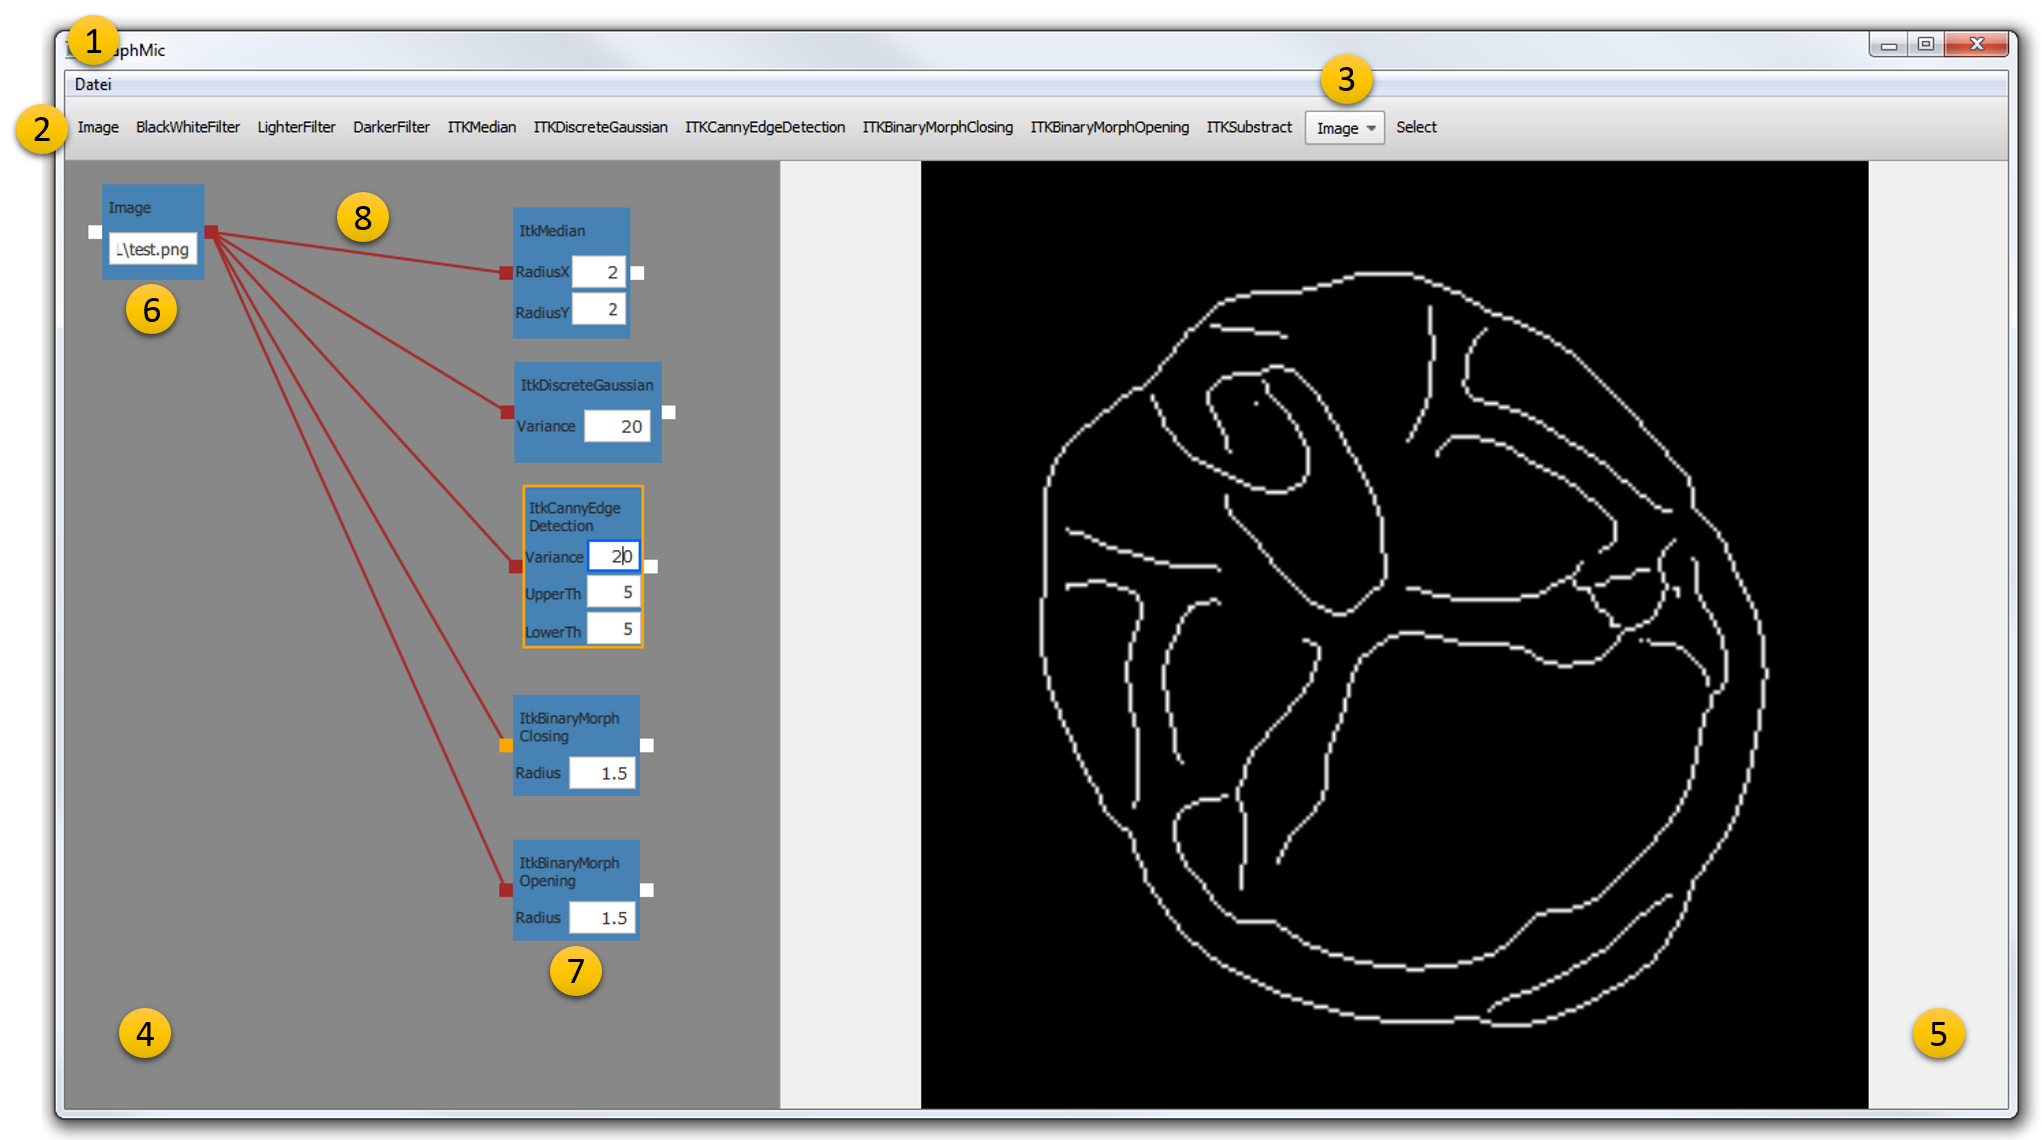 1
phMic
Datei
3
2
Image BlackWhiteFilter LighterFilter DarkerFilter ITKMedian ITKDiscreteGaussian ITKCannyEdgeDetection ITKBinaryMorphClosing ITKBinaryMorphOpening ITKSubstract Image Select
Image
\test.png
6
8
ItkMedian
RadiusX 2
RadiusY 2
ItkDiscreteGaussian
Variance 20
ItkCannyEdge
Detection
Variance 20
UpperTh 5
LowerTh 5
ItkBinaryMorph
Closing
Radius 1.5
ItkBinaryMorph
Opening
Radius 1.5
7
4
5